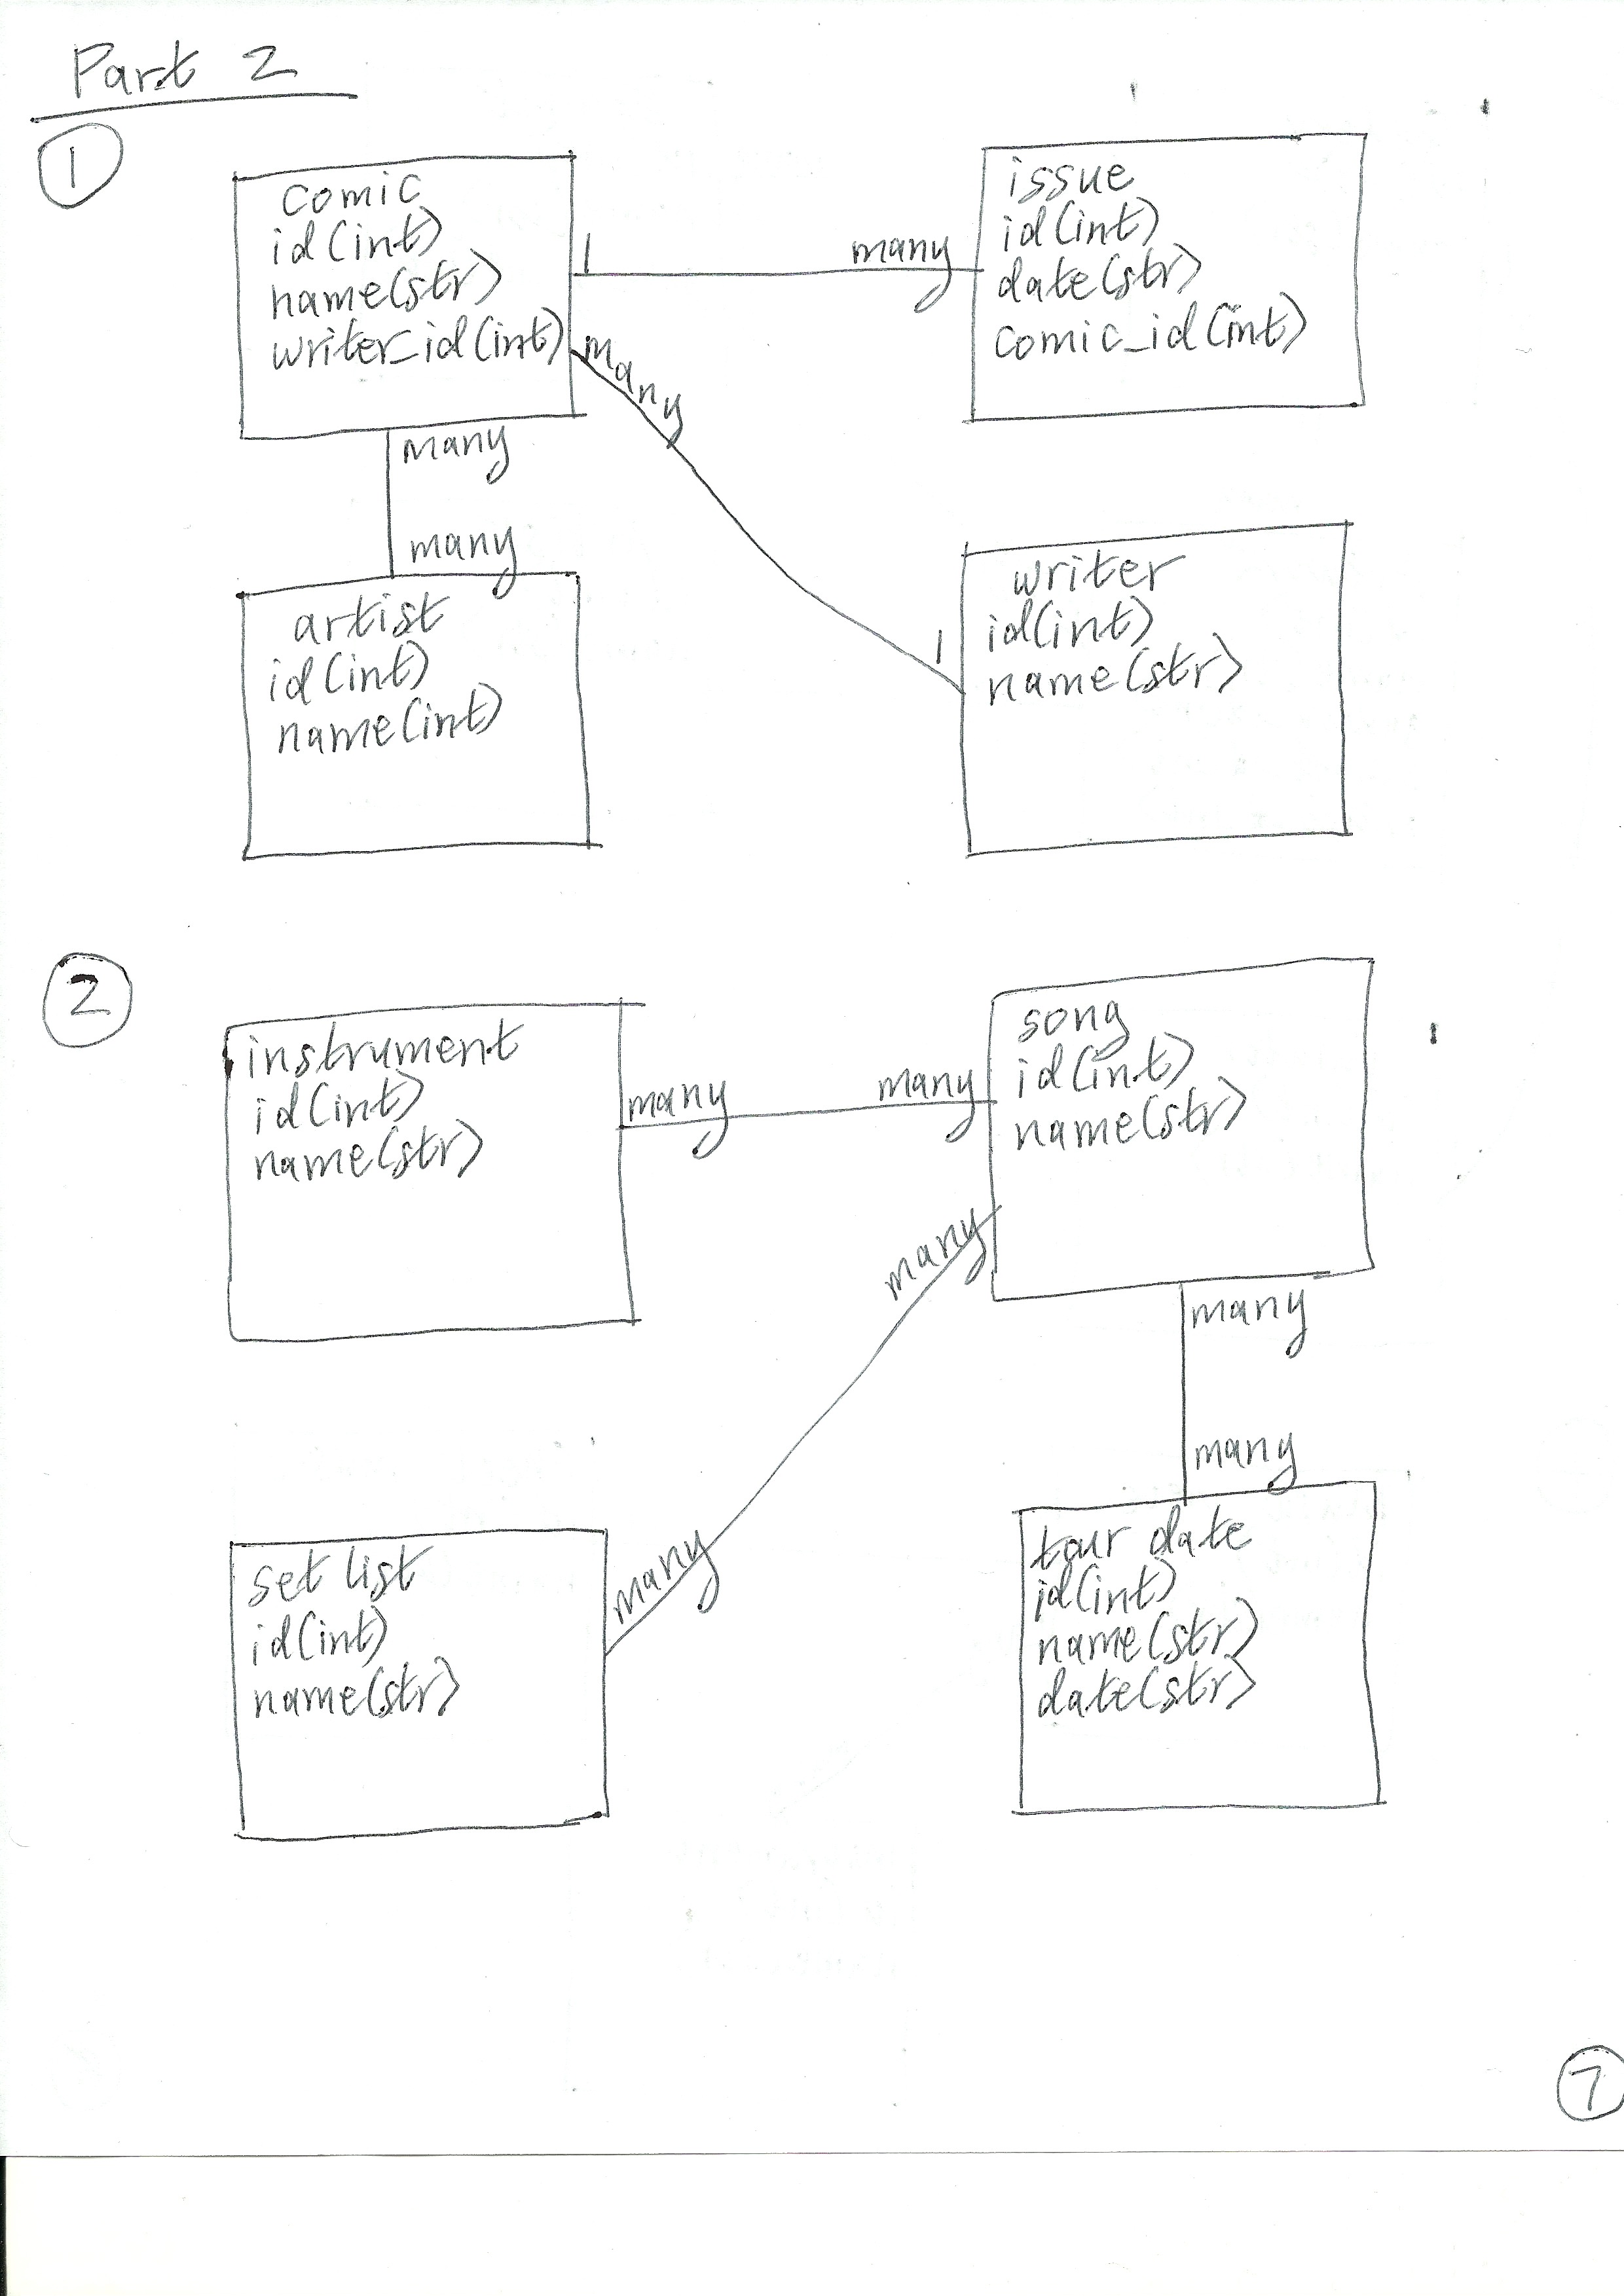 Part 2
1
comic
id(int)
name(str)
writer_id(int)
1
many
issue
id(int)
date(str)
comic_id(int)
many
many
many
artist
id(int)
name(int)
1
writer
id(int)
name(str)
2
instrument
id(int)
name(str)
many
many
song
id(int)
name(str)
many
many
many
many
set list
id(int)
name(str)
tour date
id(int)
name(str)
date(str)
7